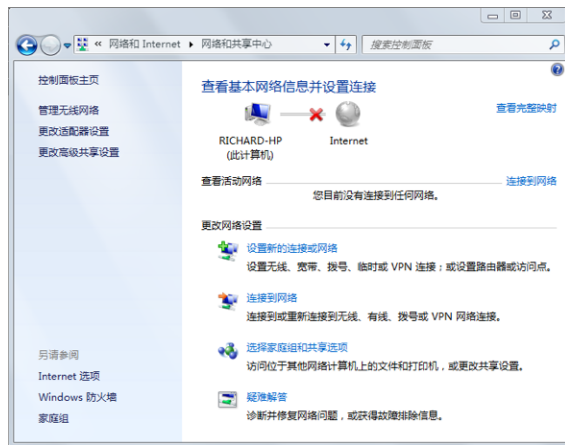 « 网络和 Internet ▸ 网络和共享中心
搜索控制面板
控制面板主页
管理无线网络
更改适配器设置
更改高级共享设置
另请参阅
Internet 选项
Windows 防火墙
家庭组
查看基本网络信息并设置连接
查看完整映射
RICHARD-HP
(此计算机)
Internet
查看活动网络
连接到网络
您目前没有连接到任何网络。
更改网络设置
设置新的连接或网络
设置无线、宽带、拨号、临时或 VPN 连接；或设置路由器或访问点。
连接到网络
连接到或重新连接到无线、有线、拨号或 VPN 网络连接。
选择家庭组和共享选项
访问位于其他网络计算机上的文件和打印机，或更改共享设置。
疑难解答
诊断并修复网络问题，或获得故障排除信息。